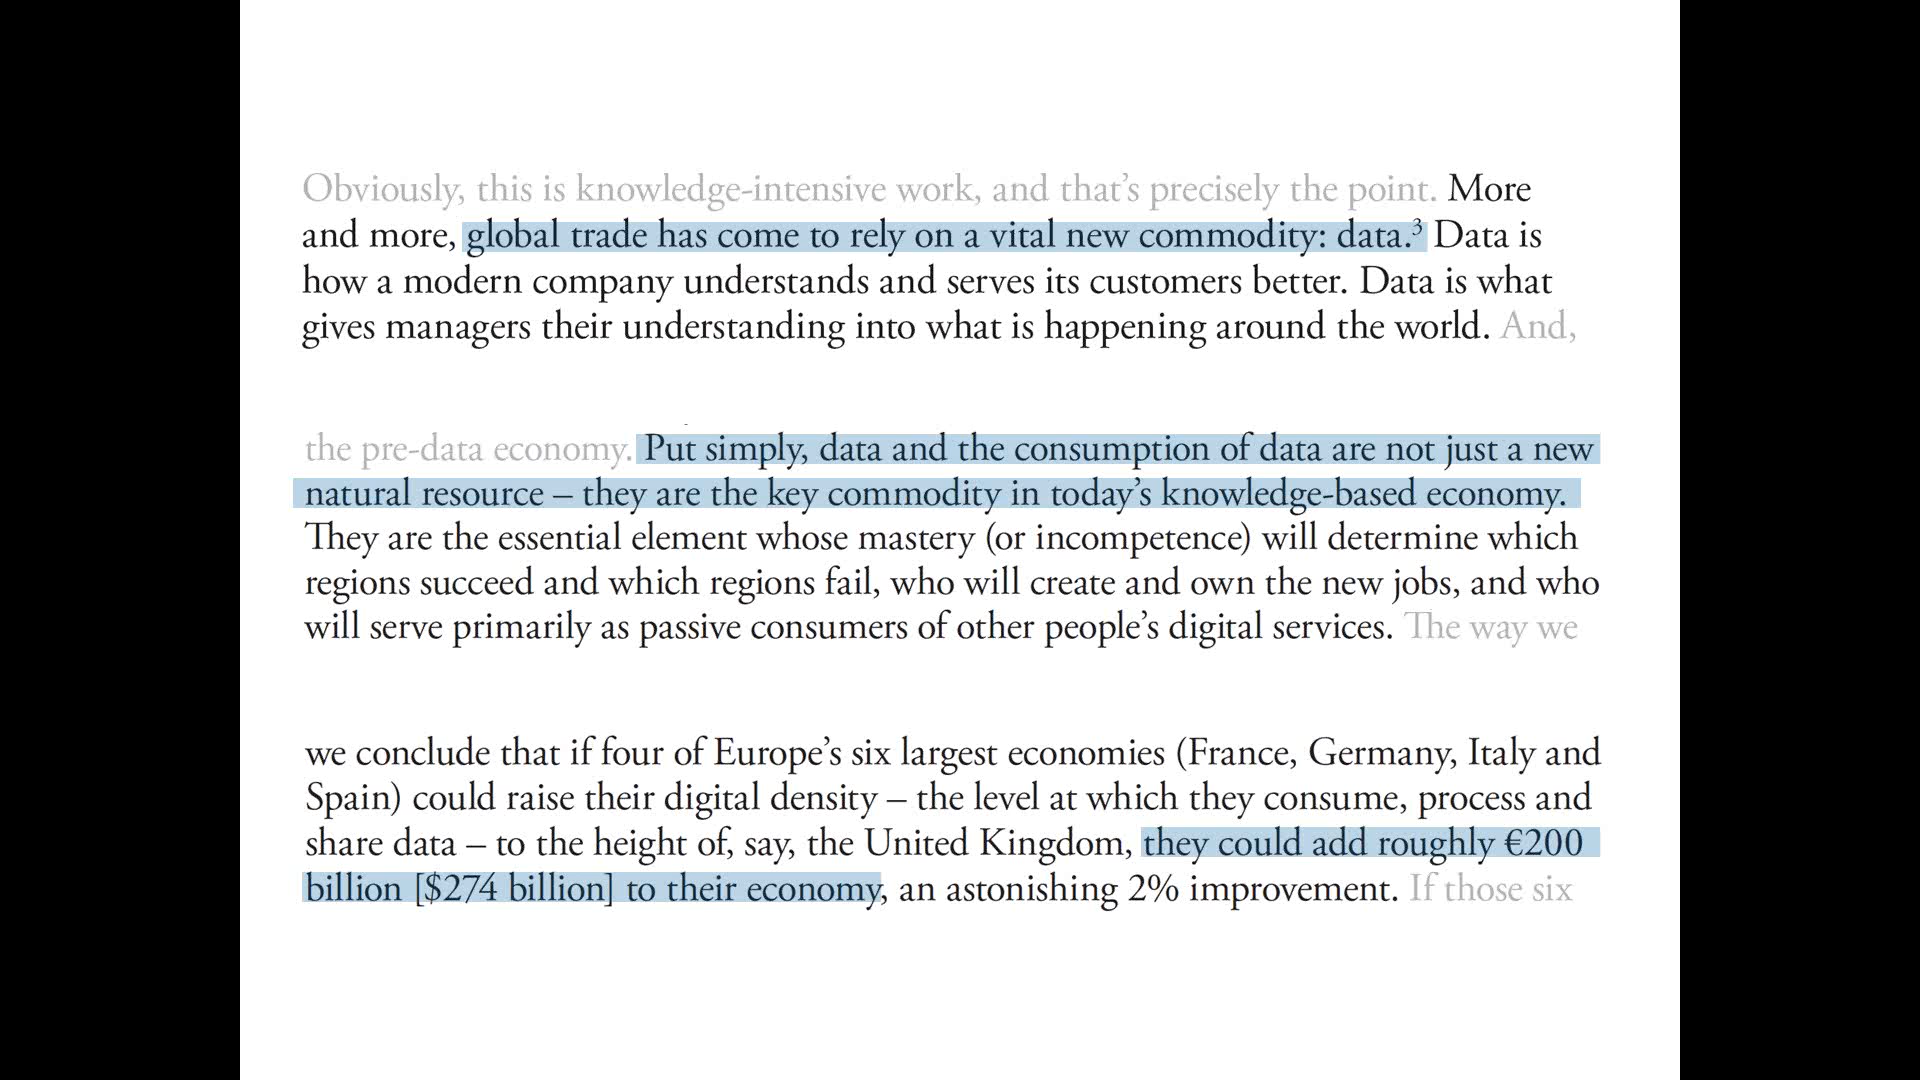 Obviously, this is knowledge-intensive work, and that’s precisely the point. More
and more, global trade has come to rely on a vital new commodity: data.³ Data is
how a modern company understands and serves its customers better. Data is what
gives managers their understanding into what is happening around the world. And,
the pre-data economy. Put simply, data and the consumption of data are not just a new
natural resource – they are the key commodity in today’s knowledge-based economy.
They are the essential element whose mastery (or incompetence) will determine which
regions succeed and which regions fail, who will create and own the new jobs, and who
will serve primarily as passive consumers of other people’s digital services. The way we
we conclude that if four of Europe’s six largest economies (France, Germany, Italy and
Spain) could raise their digital density – the level at which they consume, process and
share data – to the height of, say, the United Kingdom, they could add roughly €200
billion [$274 billion] to their economy, an astonishing 2% improvement. If those six